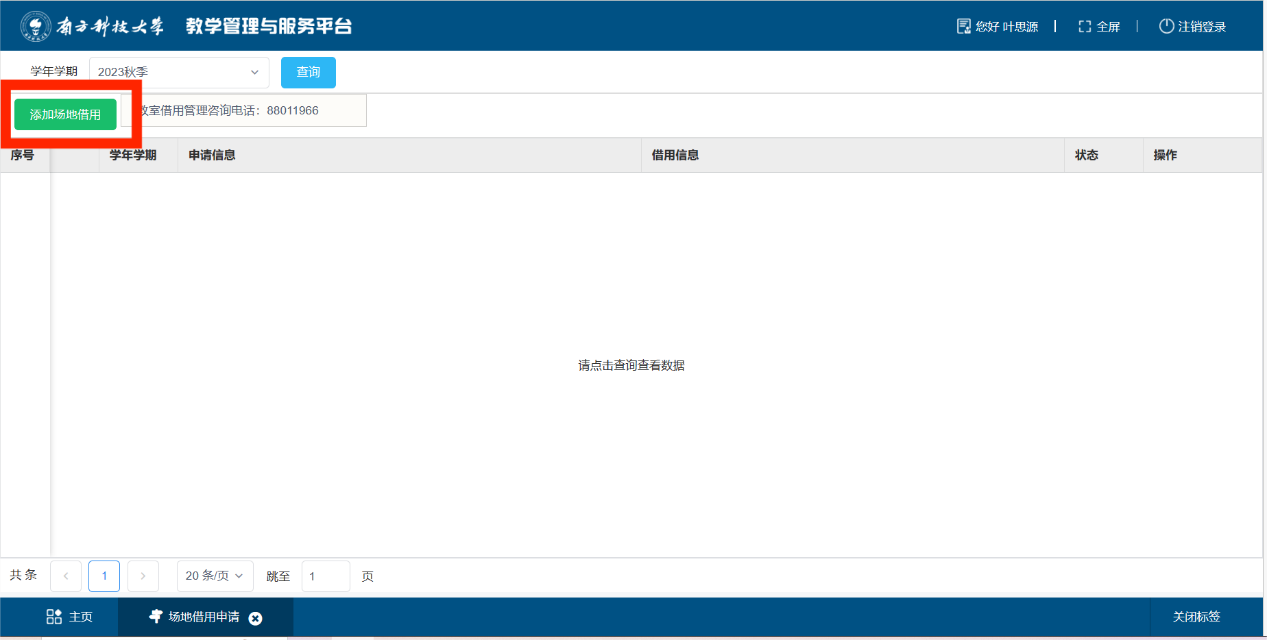 南方科技大学 教学管理与服务平台 您好 叶思源 全屏 注销登录
学年学期 2023秋季 查询
添加场地借用 教室借用管理咨询电话：88011966
序号 学年学期 申请信息 借用信息 状态 操作
请点击查询查看数据
共 条 1 20 条/页 跳至 1 页
主页 场地借用申请 关闭标签